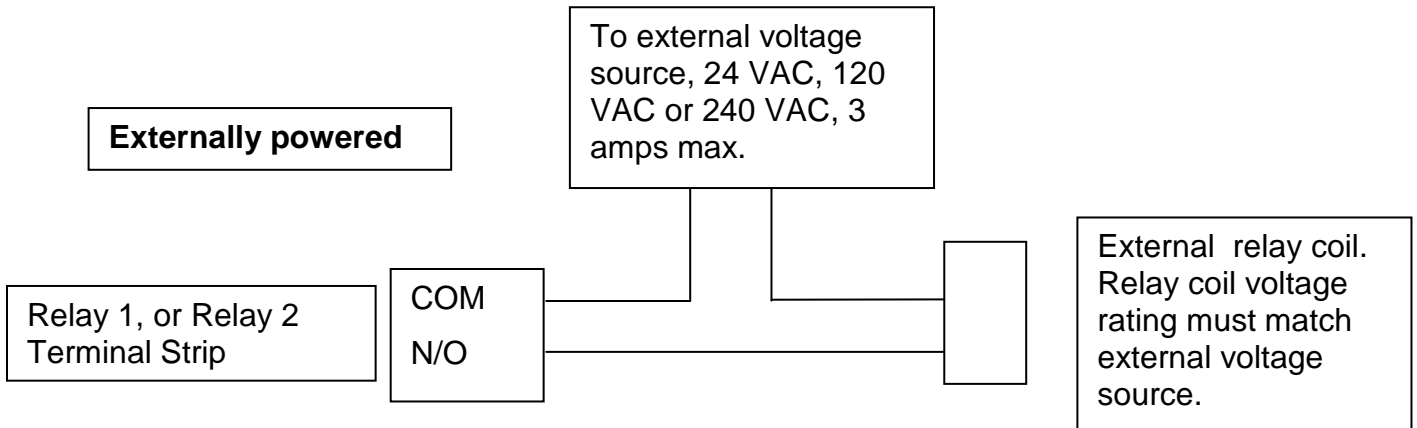 To external voltage
source, 24 VAC, 120
VAC or 240 VAC, 3
amps max.
Externally powered
Relay 1, or Relay 2
Terminal Strip
COM
N/O
External relay coil.
Relay coil voltage
rating must match
external voltage
source.